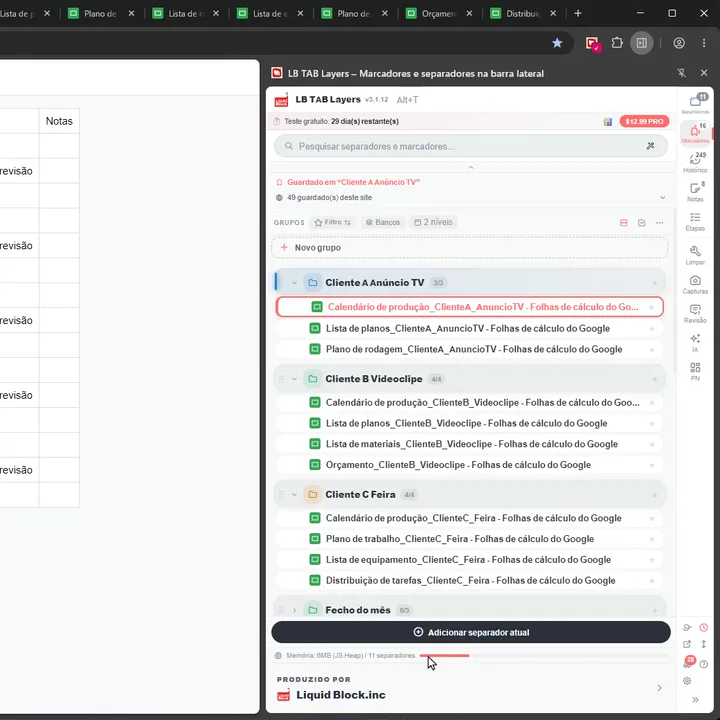 Lista de p
Plano de
Lista de m
Lista de e
Plano de
Orçamen
Distribuiç
LB TAB Layers – Marcadores e separadores na barra lateral
LB TAB Layers v3.1.12 Alt+T
Teste gratuito: 29 dia(s) restante(s)
$12,99 PRO
Pesquisar separadores e marcadores...
Guardado em “Cliente A Anúncio TV”
49 guardado(s) deste site
GRUPOS Filtro Bancos 2 níveis
Novo grupo
Cliente A Anúncio TV 3/3
Calendário de produção_ClienteA_AnuncioTV - Folhas de cálculo do Go...
Lista de planos_ClienteA_AnuncioTV - Folhas de cálculo do Google
Plano de rodagem_ClienteA_AnuncioTV - Folhas de cálculo do Google
Cliente B Videoclipe 4/4
Calendário de produção_ClienteB_Videoclipe - Folhas de cálculo do Goo...
Lista de planos_ClienteB_Videoclipe - Folhas de cálculo do Google
Lista de materiais_ClienteB_Videoclipe - Folhas de cálculo do Google
Orçamento_ClienteB_Videoclipe - Folhas de cálculo do Google
Cliente C Feira 4/4
Calendário de produção_ClienteC_Feira - Folhas de cálculo do Google
Plano de trabalho_ClienteC_Feira - Folhas de cálculo do Google
Lista de equipamento_ClienteC_Feira - Folhas de cálculo do Google
Distribuição de tarefas_ClienteC_Feira - Folhas de cálculo do Google
Fecho do mês 0/3
Adicionar separador atual
Memória: 6MB (JS Heap) / 11 separadores
PRODUZIDO POR
Liquid Block.inc
11
Separadores
16
Marcadores
249
Histórico
8
Notas
Etapas
Limpar
Capturas
Revisão
IA
PN
28
Notas
revisão
revisão
revisão
revisão
revisão